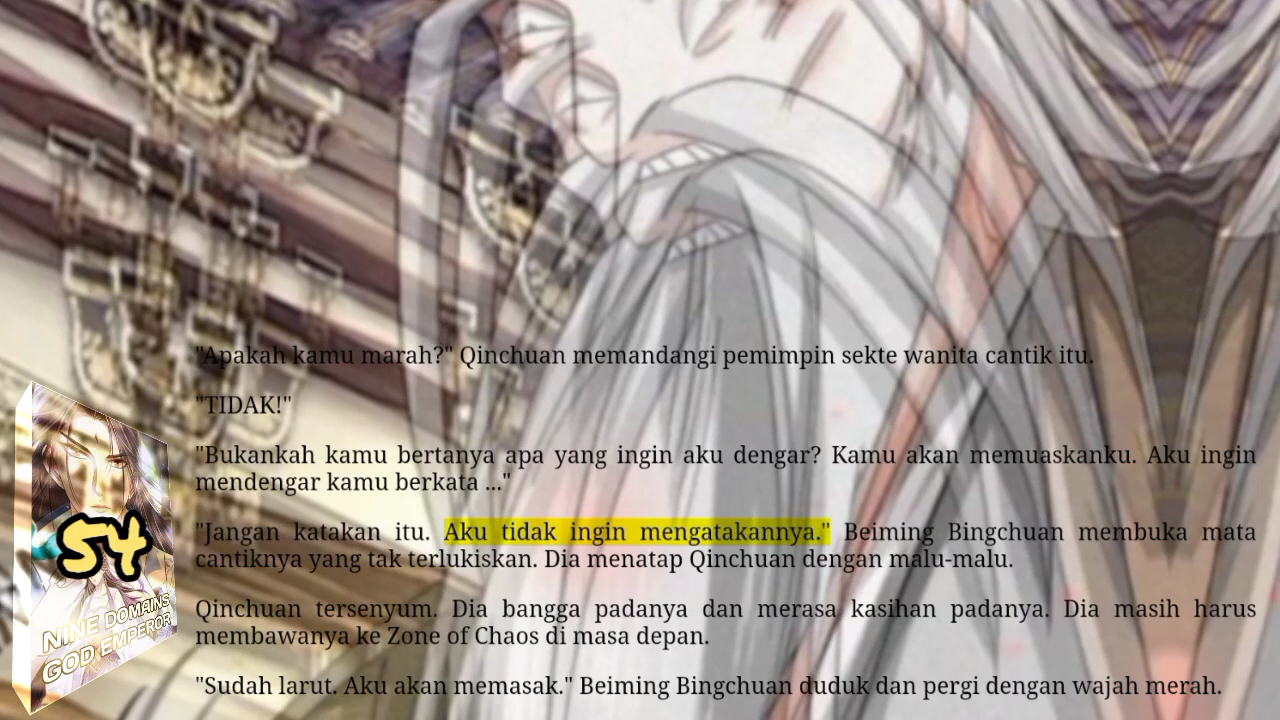 "Apakah kamu marah?" Qinchuan memandangi pemimpin sekte wanita cantik itu.
"TIDAK!"
"Bukankah kamu bertanya apa yang ingin aku dengar? Kamu akan memuaskanku. Aku ingin
mendengar kamu berkata ..."
"Jangan katakan itu. Aku tidak ingin mengatakannya." Beiming Bingchuan membuka mata
cantiknya yang tak terlukiskan. Dia menatap Qinchuan dengan malu-malu.
Qinchuan tersenyum. Dia bangga padanya dan merasa kasihan padanya. Dia masih harus
membawanya ke Zone of Chaos di masa depan.
"Sudah larut. Aku akan memasak." Beiming Bingchuan duduk dan pergi dengan wajah merah.
54
NINE DOMAINS
GOD EMPEROR